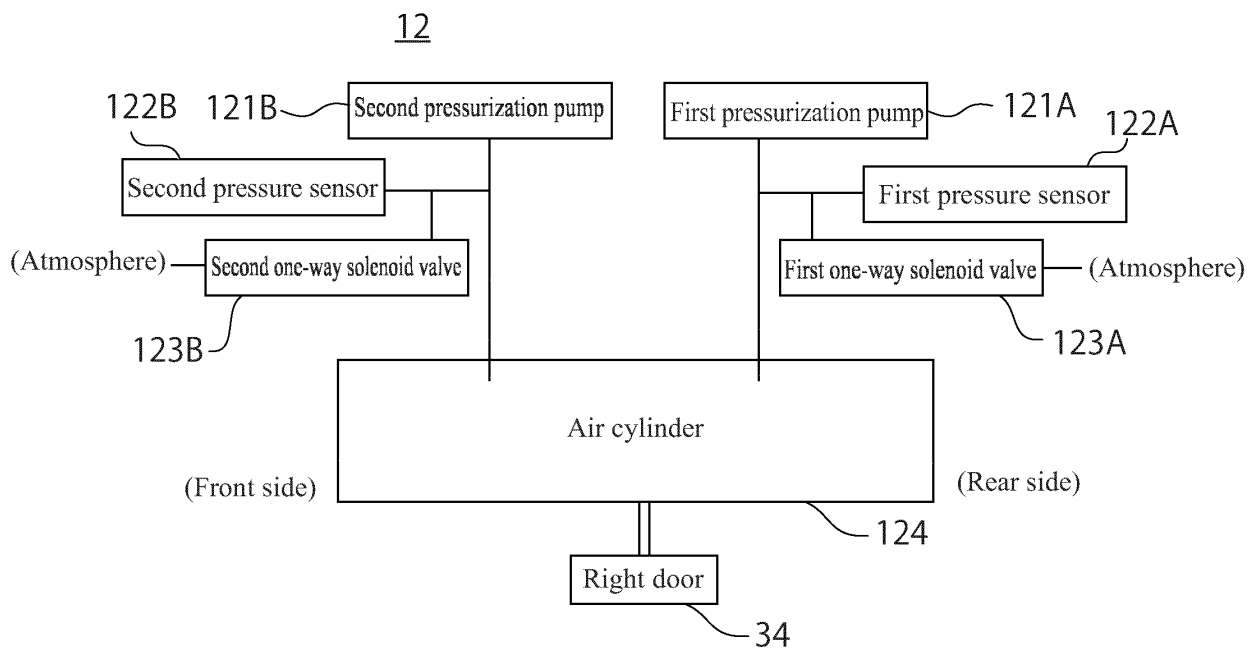 12
Second pressurization pump
First pressurization pump
122B
121B
121A
122A
Second pressure sensor
First pressure sensor
(Atmosphere)
Second one-way solenoid valve
First one-way solenoid valve
(Atmosphere)
123B
123A
Air cylinder
(Front side)
(Rear side)
124
Right door
34